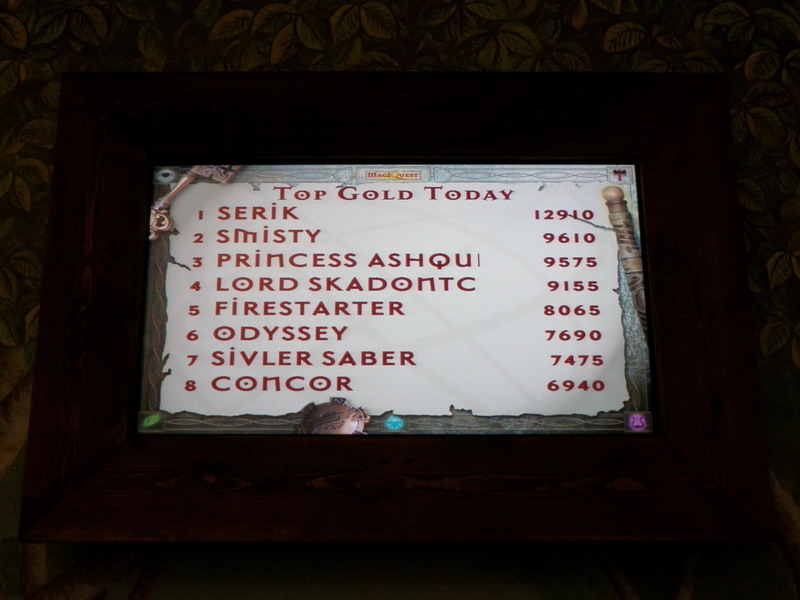 MagiQuest
Top Gold Today
1 SERIK 12910
2 SMISTY 9610
3 PRINCESS ASHQUI 9575
4 LORD SKADONTC 9155
5 FIRESTARTER 8065
6 ODYSSEY 7690
7 SIVLER SABER 7475
8 CONCOR 6940